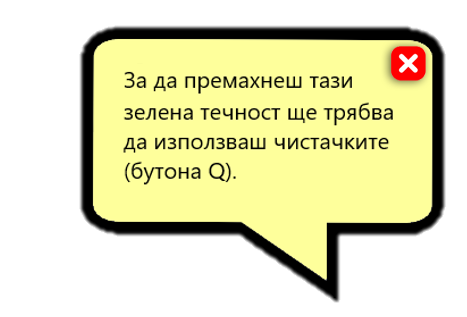 За да премахнеш тази
зелена течност ще трябва
да използваш чистачките
(бутона Q).